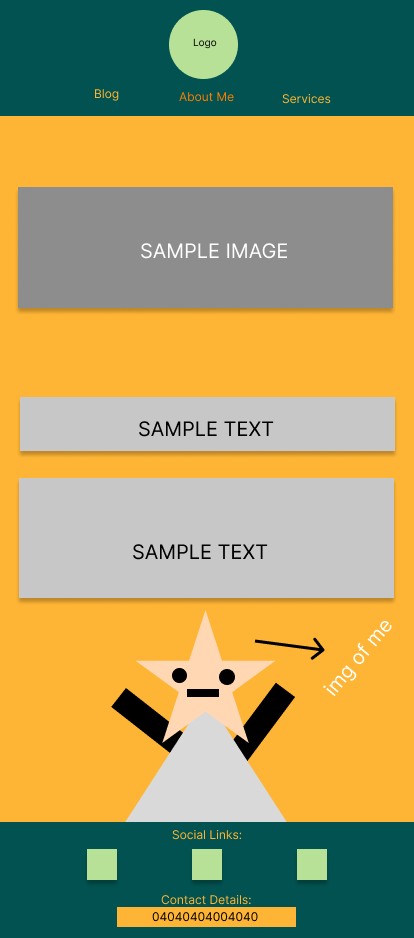 Logo
Blog
About Me
Services
SAMPLE IMAGE
SAMPLE TEXT
SAMPLE TEXT
img of me
Social Links:
Contact Details:
04040404004040